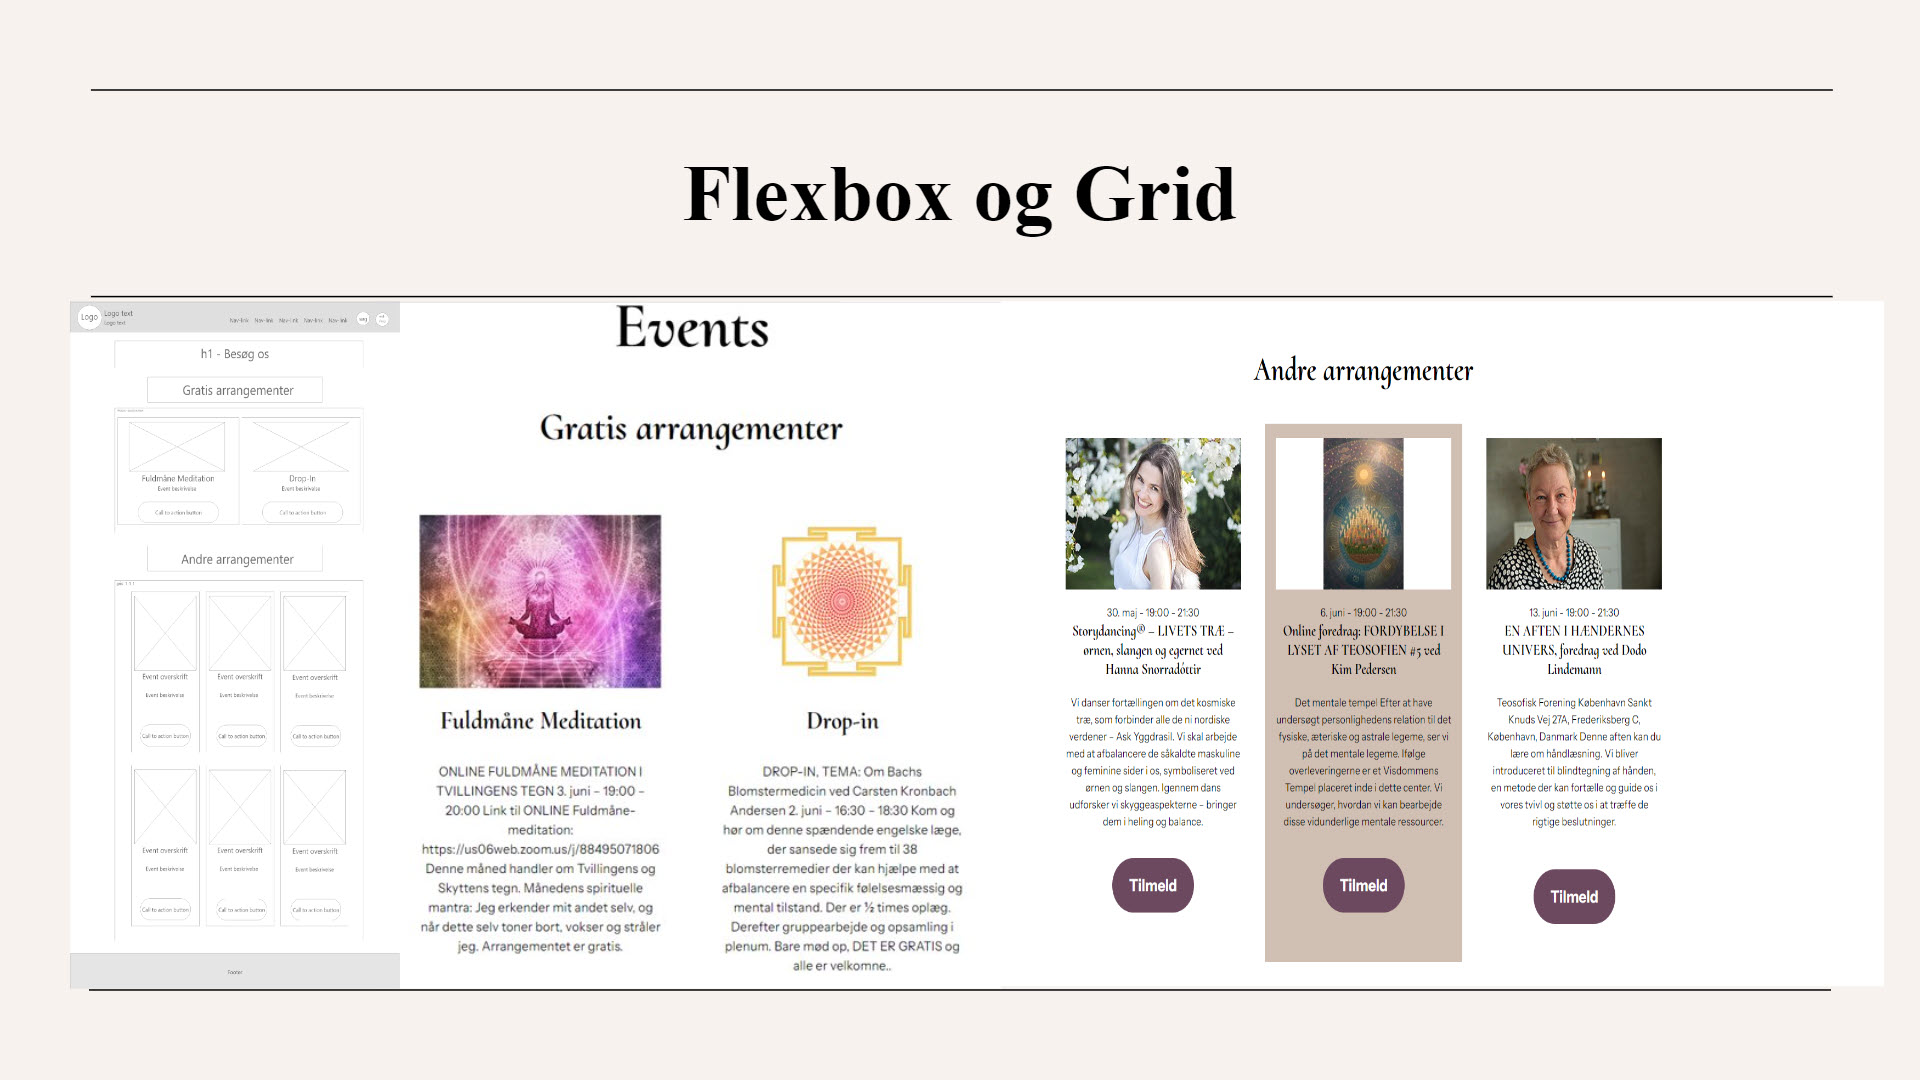 Flexbox og Grid
Logo
Logo text
Logo text
Nav-link Nav-link Nav-link Nav-link Nav-link
h1 - Besøg os
Gratis arrangementer
Fuldmåne Meditation
Event beskrivelse
Call to action button
Drop-In
Event beskrivelse
Call to action button
Andre arrangementer
Event overskrift
Event beskrivelse
Call to action button
Event overskrift
Event beskrivelse
Call to action button
Event overskrift
Event beskrivelse
Call to action button
Event overskrift
Event beskrivelse
Call to action button
Event overskrift
Event beskrivelse
Call to action button
Event overskrift
Event beskrivelse
Call to action button
Footer
Events
Gratis arrangementer
Fuldmåne Meditation
ONLINE FULDMÅNE MEDITATION I
TVILLINGENS TEGN 3. juni – 19:00 –
20:00 Link til ONLINE Fuldmåne-
meditation:
https://us06web.zoom.us/j/88495071806
Denne måned handler om Tvillingens og
Skyttens tegn. Månedens spirituelle
mantra: Jeg erkender mit andet selv, og
når dette selv toner bort, vokser og stråler
jeg. Arrangementet er gratis.
Drop-in
DROP-IN, TEMA: Om Bachs
Blomstermedicin ved Carsten Kronbach
Andersen 2. juni – 16:30 – 18:30 Kom og
hør om denne spændende engelske læge,
der sansede sig frem til 38
blomsterremedier der kan hjælpe med at
afbalancere en specifik følelsesmæssig og
mental tilstand. Der er ½ times oplæg.
Derefter gruppearbejde og opsamling i
plenum. Bare mød op, DET ER GRATIS og
alle er velkomne..
Andre arrangementer
30. maj - 19:00 - 21:30
Storydancing® – LIVETS TRÆ –
ørnen, slangen og egernet ved
Hanna Snorradóttir
Vi danser fortællingen om det kosmiske
træ, som forbinder alle de ni nordiske
verdener – Ask Yggdrasil. Vi skal arbejde
med at afbalancere de såkaldte maskuline
og feminine sider i os, symboliseret ved
ørnen og slangen. Igennem dans
udforsker vi skyggeaspekterne – bringer
dem i heling og balance.
Tilmeld
6. juni - 19:00 - 21:30
Online foredrag: FORDYBELSE I
LYSET AF TEOSOFIEN #5 ved
Kim Pedersen
Det mentale tempel Efter at have
undersøgt personlighedens relation til det
fysiske, æteriske og astrale legeme, ser vi
på det mentale legeme. Ifølge
overleveringerne er et Visdommens
Tempel placeret inde i dette center. Vi
undersøger, hvordan vi kan bearbejde
disse vidunderlige mentale ressourcer.
Tilmeld
13. juni - 19:00 - 21:30
EN AFTEN I HÆNDERNES
UNIVERS, foredrag ved Dodo
Lindemann
Teosofisk Forening København Sankt
Knuds Vej 27A, Frederiksberg C,
København, Danmark Denne aften kan du
lære om håndlæsning. Vi bliver
introduceret til blindtegning af hånden,
en metode der kan fortælle og guide os i
vores tvivl og støtte os i at træffe de
rigtige beslutninger.
Tilmeld